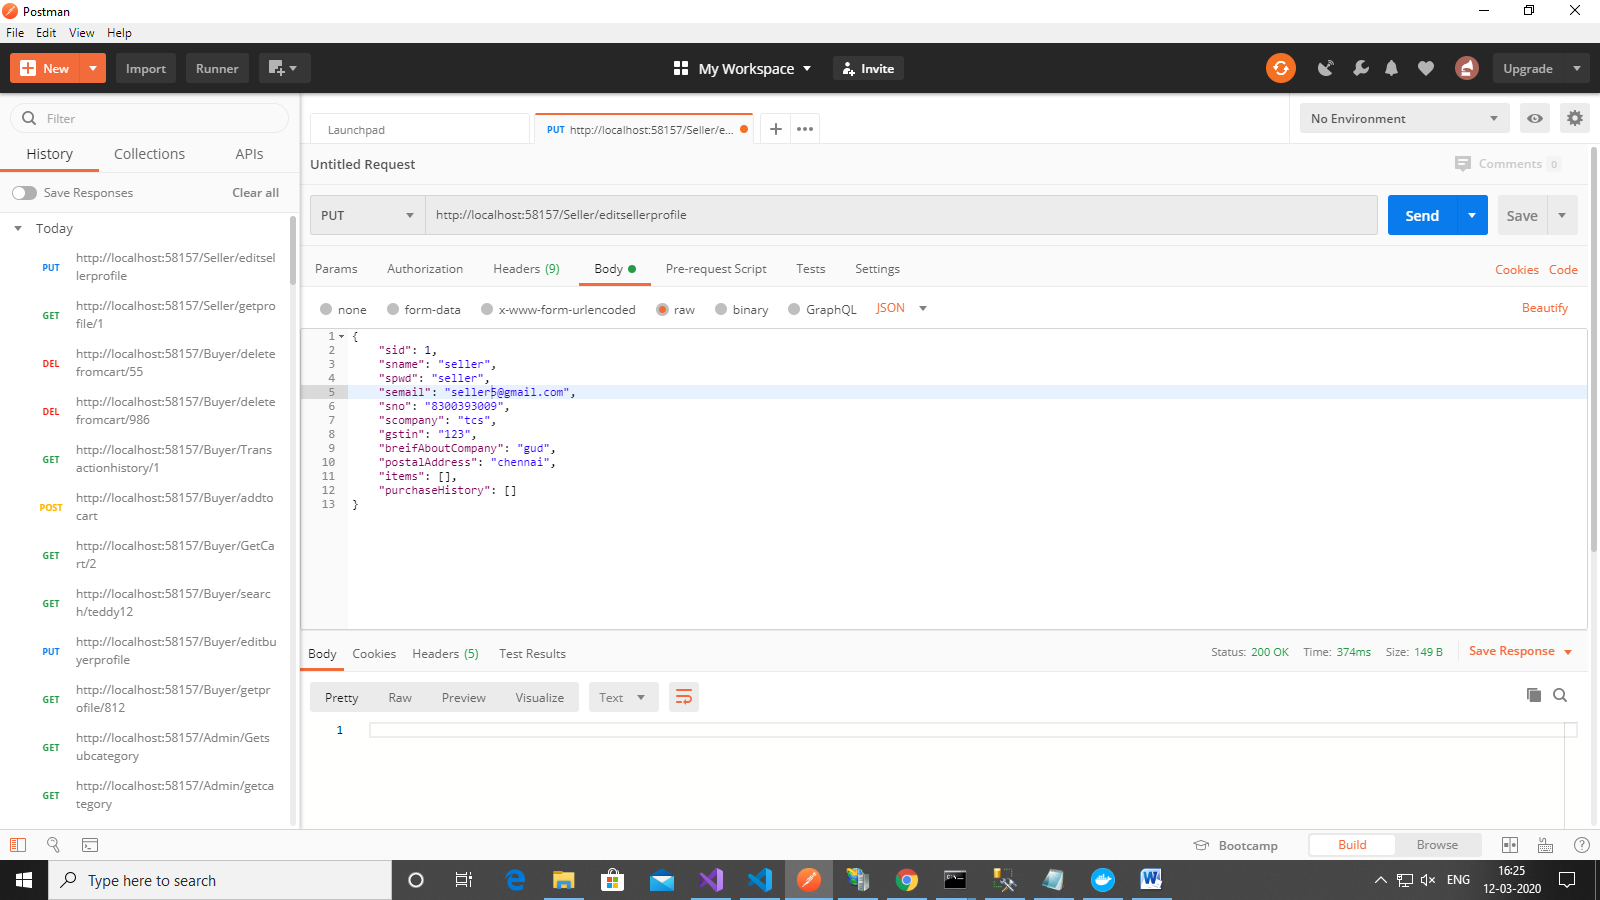 Postman
File Edit View Help
New Import Runner My Workspace Invite Upgrade
Filter
History Collections APIs
Save Responses Clear all
Today
PUT http://localhost:58157/Seller/editsel
lerprofile
GET http://localhost:58157/Seller/getpro
file/1
DEL http://localhost:58157/Buyer/delete
fromcart/55
DEL http://localhost:58157/Buyer/delete
fromcart/986
GET http://localhost:58157/Buyer/Trans
actionhistory/1
POST http://localhost:58157/Buyer/addto
cart
GET http://localhost:58157/Buyer/GetCa
rt/2
GET http://localhost:58157/Buyer/searc
h/teddy12
PUT http://localhost:58157/Buyer/editbu
yerprofile
GET http://localhost:58157/Buyer/getpr
ofile/812
GET http://localhost:58157/Admin/Gets
ubcategory
GET http://localhost:58157/Admin/getca
tegory
Launchpad PUT http://localhost:58157/Seller/e... No Environment
Untitled Request Comments 0
PUT http://localhost:58157/Seller/editsellerprofile Send Save
Params Authorization Headers (9) Body Pre-request Script Tests Settings Cookies Code
none form-data x-www-form-urlencoded raw binary GraphQL JSON Beautify
1 {
2 "sid": 1,
3 "sname": "seller",
4 "spwd": "seller",
5 "semail": "seller5@gmail.com",
6 "sno": "8300393009",
7 "scompany": "tcs",
8 "gstin": "123",
9 "breifAboutCompany": "gud",
10 "postalAddress": "chennai",
11 "items": [],
12 "purchaseHistory": []
13 }
Body Cookies Headers (5) Test Results Status: 200 OK Time: 374ms Size: 149 B Save Response
Pretty Raw Preview Visualize Text
1
Bootcamp Build Browse
Type here to search ENG 16:25
12-03-2020